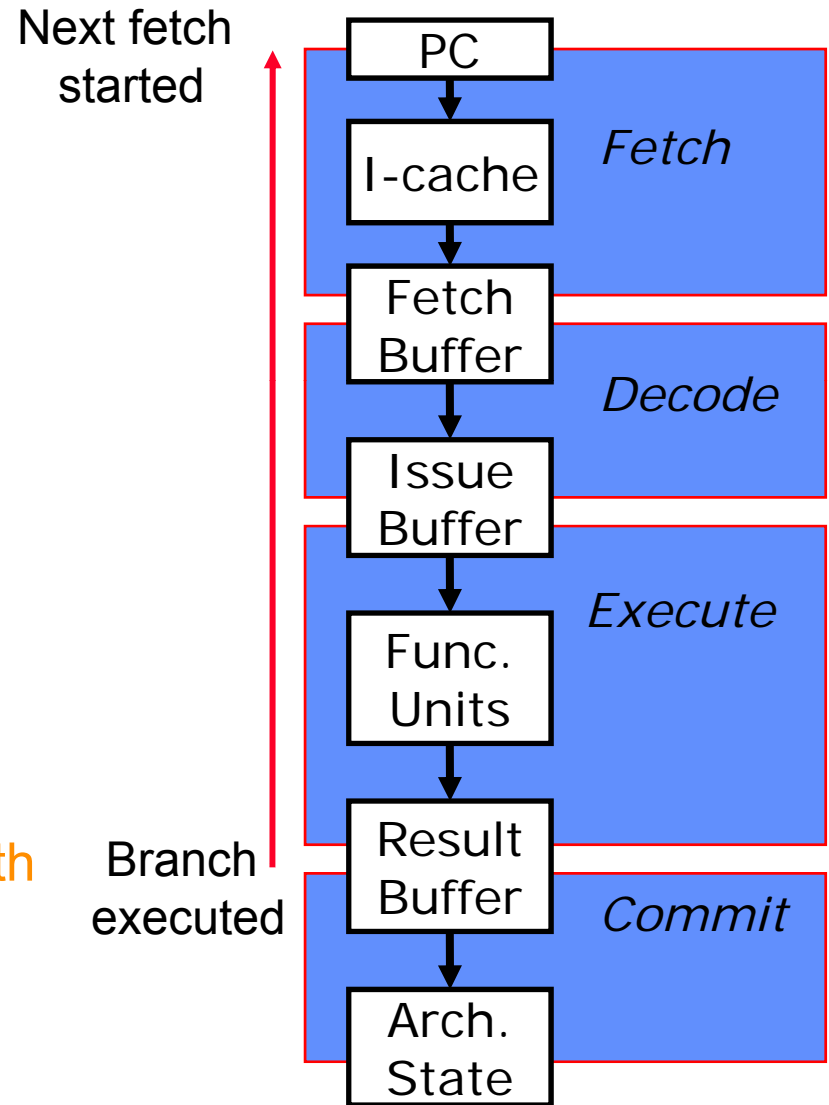 Next fetch
started
PC
Fetch
I-cache
Fetch
Buffer
Decode
Issue
Buffer
Execute
Func.
Units
Result
Buffer
th
Branch
executed
Commit
Arch.
State